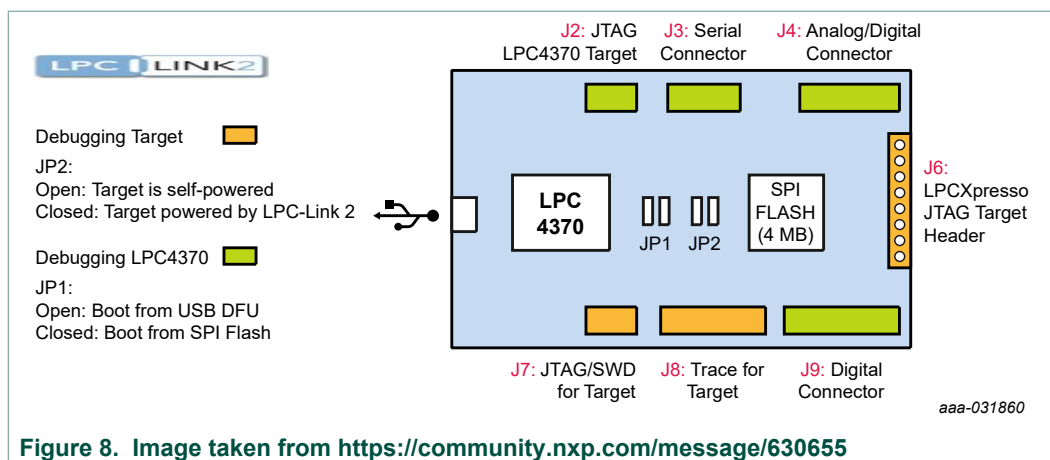 LPC LINK2
Debugging Target
JP2:
Open: Target is self-powered
Closed: Target powered by LPC-Link 2
Debugging LPC4370
JP1:
Open: Boot from USB DFU
Closed: Boot from SPI Flash
J2: JTAG
LPC4370 Target
J3: Serial
Connector
J4: Analog/Digital
Connector
LPC
4370
JP1
JP2
SPI
FLASH
(4 MB)
J6:
LPCXpresso
JTAG Target
Header
J7: JTAG/SWD
for Target
J8: Trace for
Target
J9: Digital
Connector
aaa-031860
Figure 8. Image taken from https://community.nxp.com/message/630655